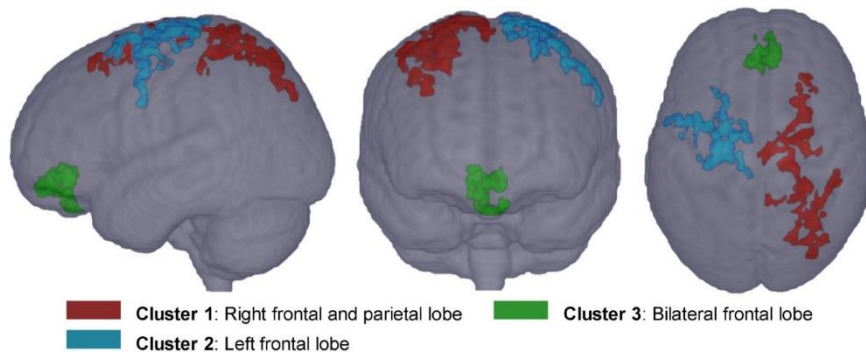 Cluster 1: Right frontal and parietal lobe
Cluster 3: Bilateral frontal lobe
Cluster 2: Left frontal lobe